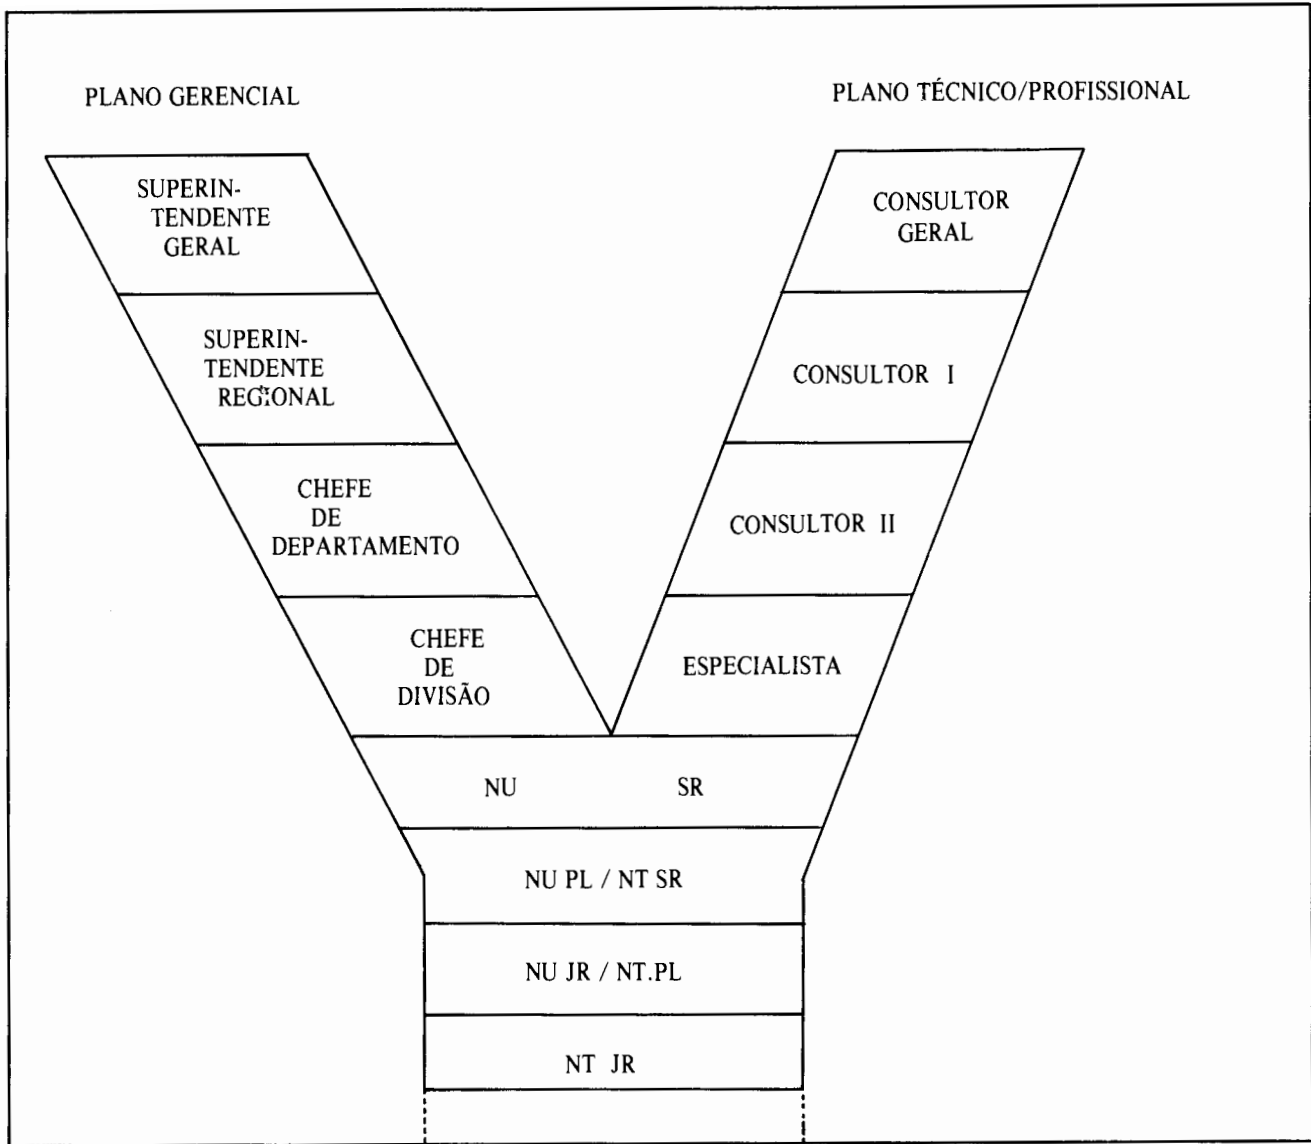 PLANO GERENCIAL
PLANO TÉCNICO/PROFISSIONAL
SUPERIN-
TENDENTE
GERAL
SUPERIN-
TENDENTE
REGIONAL
CHEFE
DE
DEPARTAMENTO
CHEFE
DE
DIVISÃO
CONSULTOR
GERAL
CONSULTOR I
CONSULTOR II
ESPECIALISTA
NU SR
NU PL / NT SR
NU JR / NT.PL
NT JR